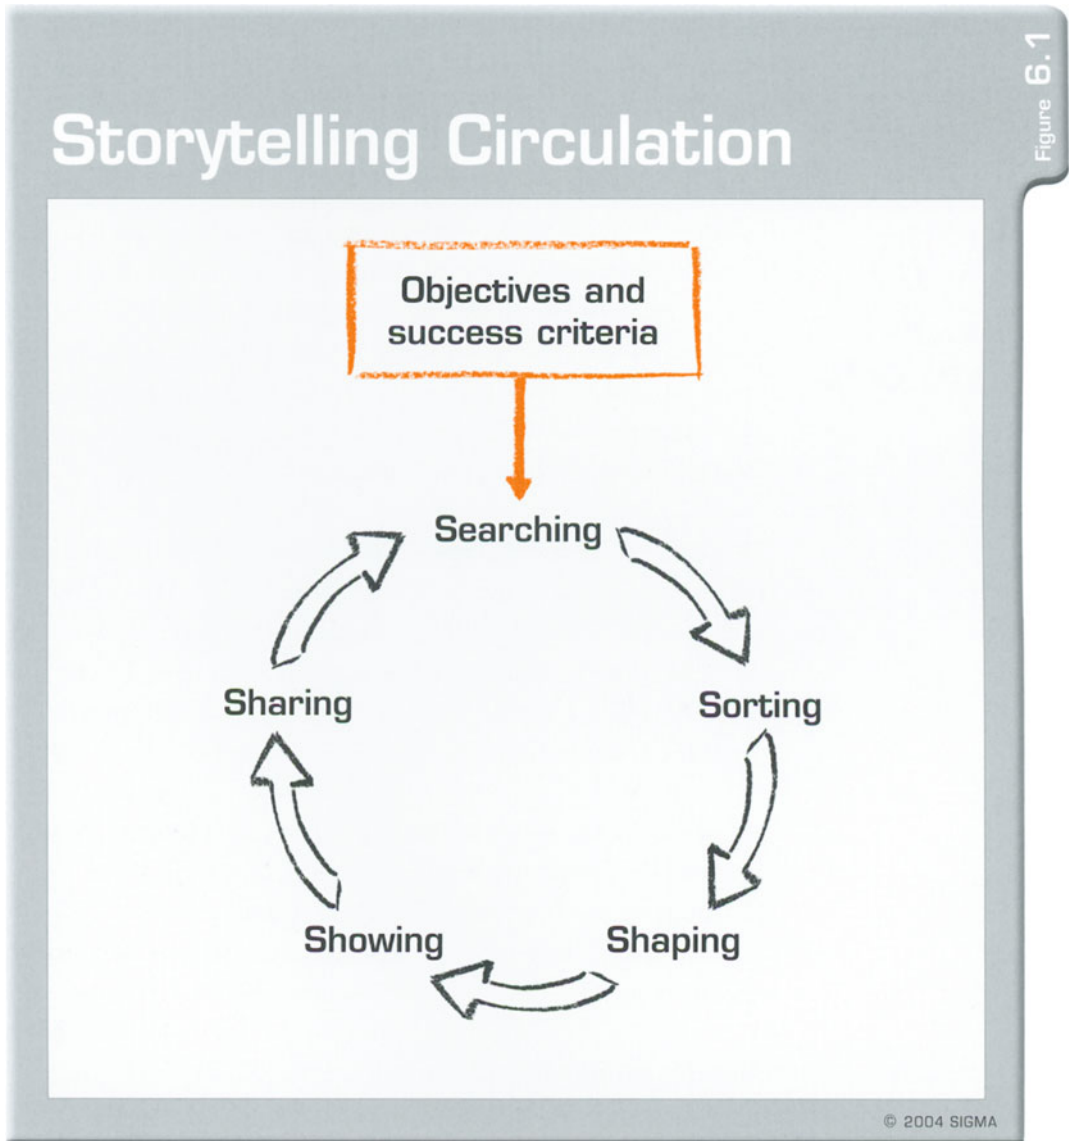 Figure 6.1
Storytelling Circulation
Objectives and
success criteria
Searching
Sorting
Shaping
Showing
Sharing
© 2004 SIGMA